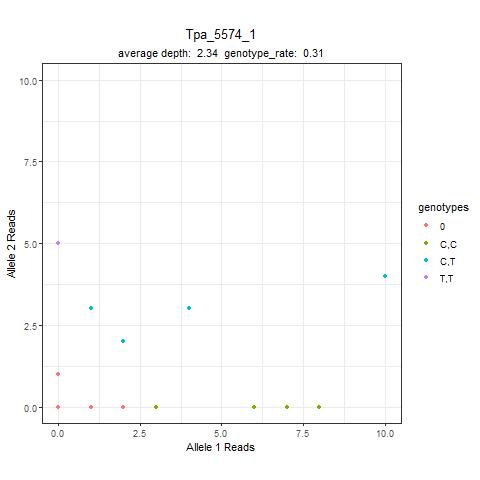 Tpa_5574_1
average depth:  2.34  genotype_rate:  0.31
10.0
7.5
5.0
2.5
0.0
Allele 2 Reads
0.0 2.5 5.0 7.5 10.0
Allele 1 Reads
genotypes
0
C,C
C,T
T,T